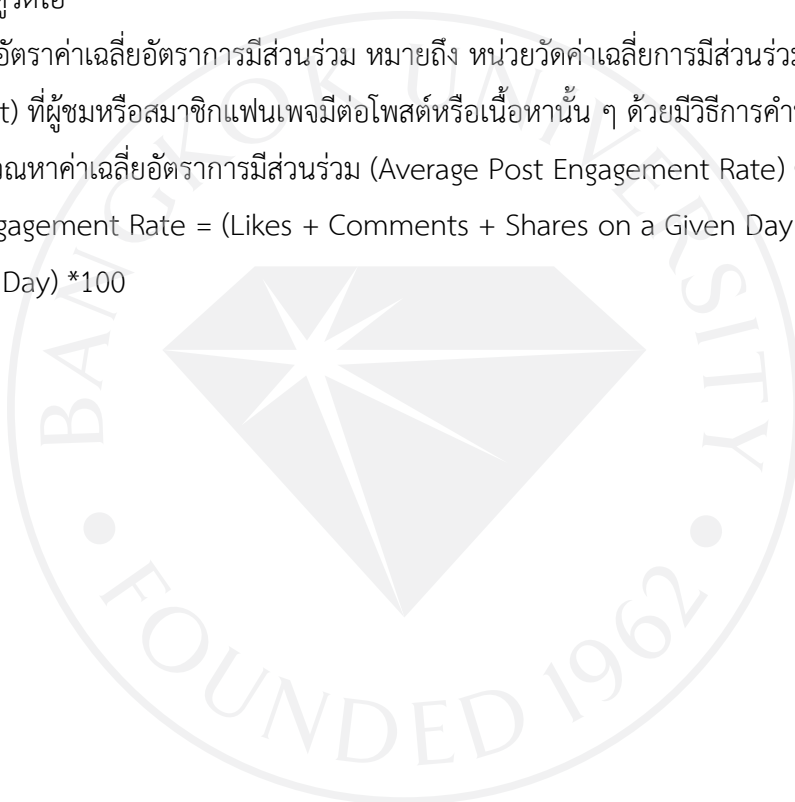 อัตราค่าเฉลี่ยอัตราการมีส่วนร่วม หมายถึง หน่วยวัดค่าเฉลี่ยการมีส่วนร่วม
t) ที่ผู้ชมหรือสมาชิกแฟนเพจมีต่อโพสต์หรือเนื้อหานั้น ๆ ด้วยมีวิธีการคำ
ณหาค่าเฉลี่ยอัตราการมีส่วนร่วม (Average Post Engagement Rate)
gagement Rate = (Likes + Comments + Shares on a Given Day
Day) *100
BANGKOK UNIVERSITY
FOUNDED 1962